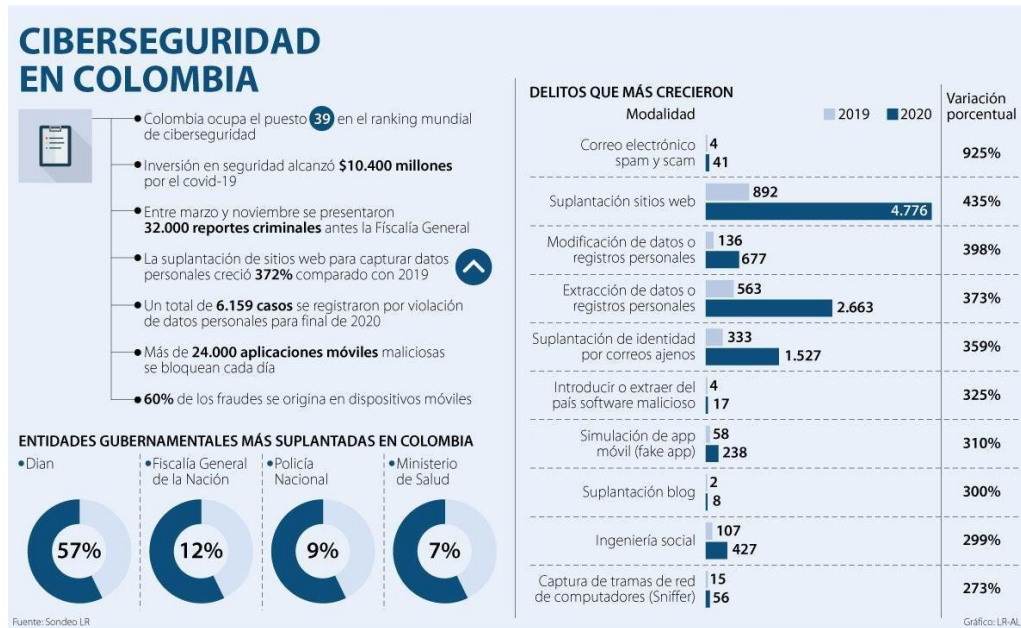 CIBERSEGURIDAD
EN COLOMBIA
Colombia ocupa el puesto 39 en el ranking mundial
de ciberseguridad
Inversión en seguridad alcanzó $10.400 millones
por el covid-19
Entre marzo y noviembre se presentaron
32.000 reportes criminales antes la Fiscalía General
La suplantación de sitios web para capturar datos
personales creció 372% comparado con 2019
Un total de 6.159 casos se registraron por violación
de datos personales para final de 2020
Más de 24.000 aplicaciones móviles maliciosas
se bloquean cada día
60% de los fraudes se origina en dispositivos móviles
ENTIDADES GUBERNAMENTALES MÁS SUPLANTADAS EN COLOMBIA
Dian
57%
Fiscalía General
de la Nación
12%
Policía
Nacional
9%
Ministerio
de Salud
7%
Fuente: Sondeo LR
DELITOS QUE MÁS CRECIERON
Modalidad
2019 2020
Variación
porcentual
Correo electrónico
spam y scam
4
41
925%
Suplantación sitios web
892
4.776
435%
Modificación de datos o
registros personales
136
677
398%
Extracción de datos o
registros personales
563
2.663
373%
Suplantación de identidad
por correos ajenos
333
1.527
359%
Introducir o extraer del
país software malicioso
4
17
325%
Simulación de app
móvil (fake app)
58
238
310%
Suplantación blog
2
8
300%
Ingeniería social
107
427
299%
Captura de tramas de red
de computadores (Sniffer)
15
56
273%
Gráfico: LR-AL